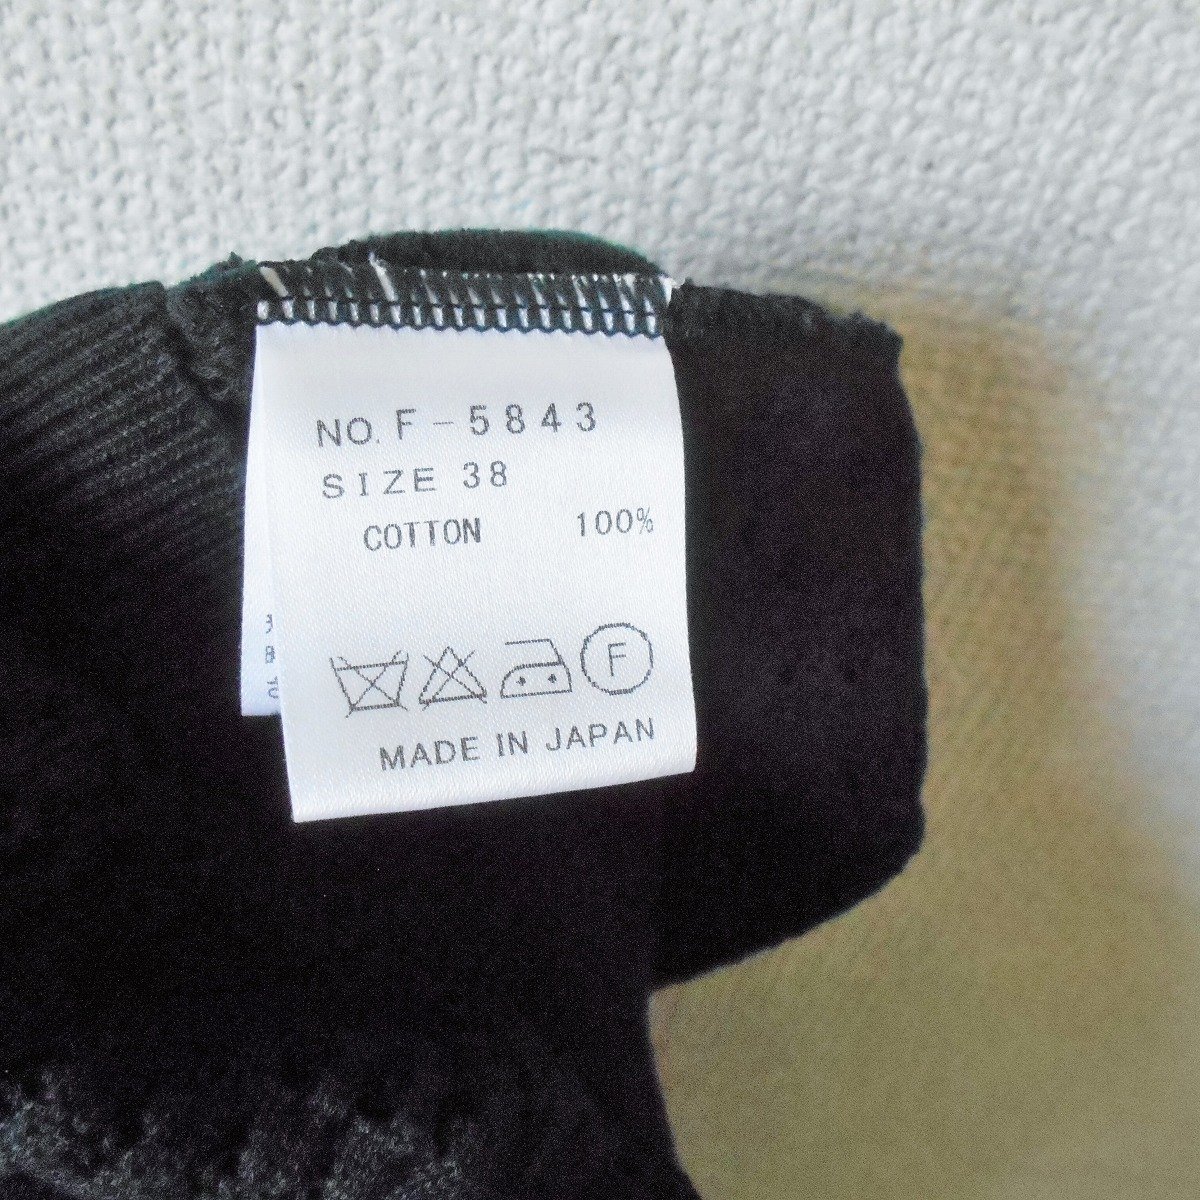 NO. F-5843
SIZE 38
COTTON 100%
F
MADE IN JAPAN